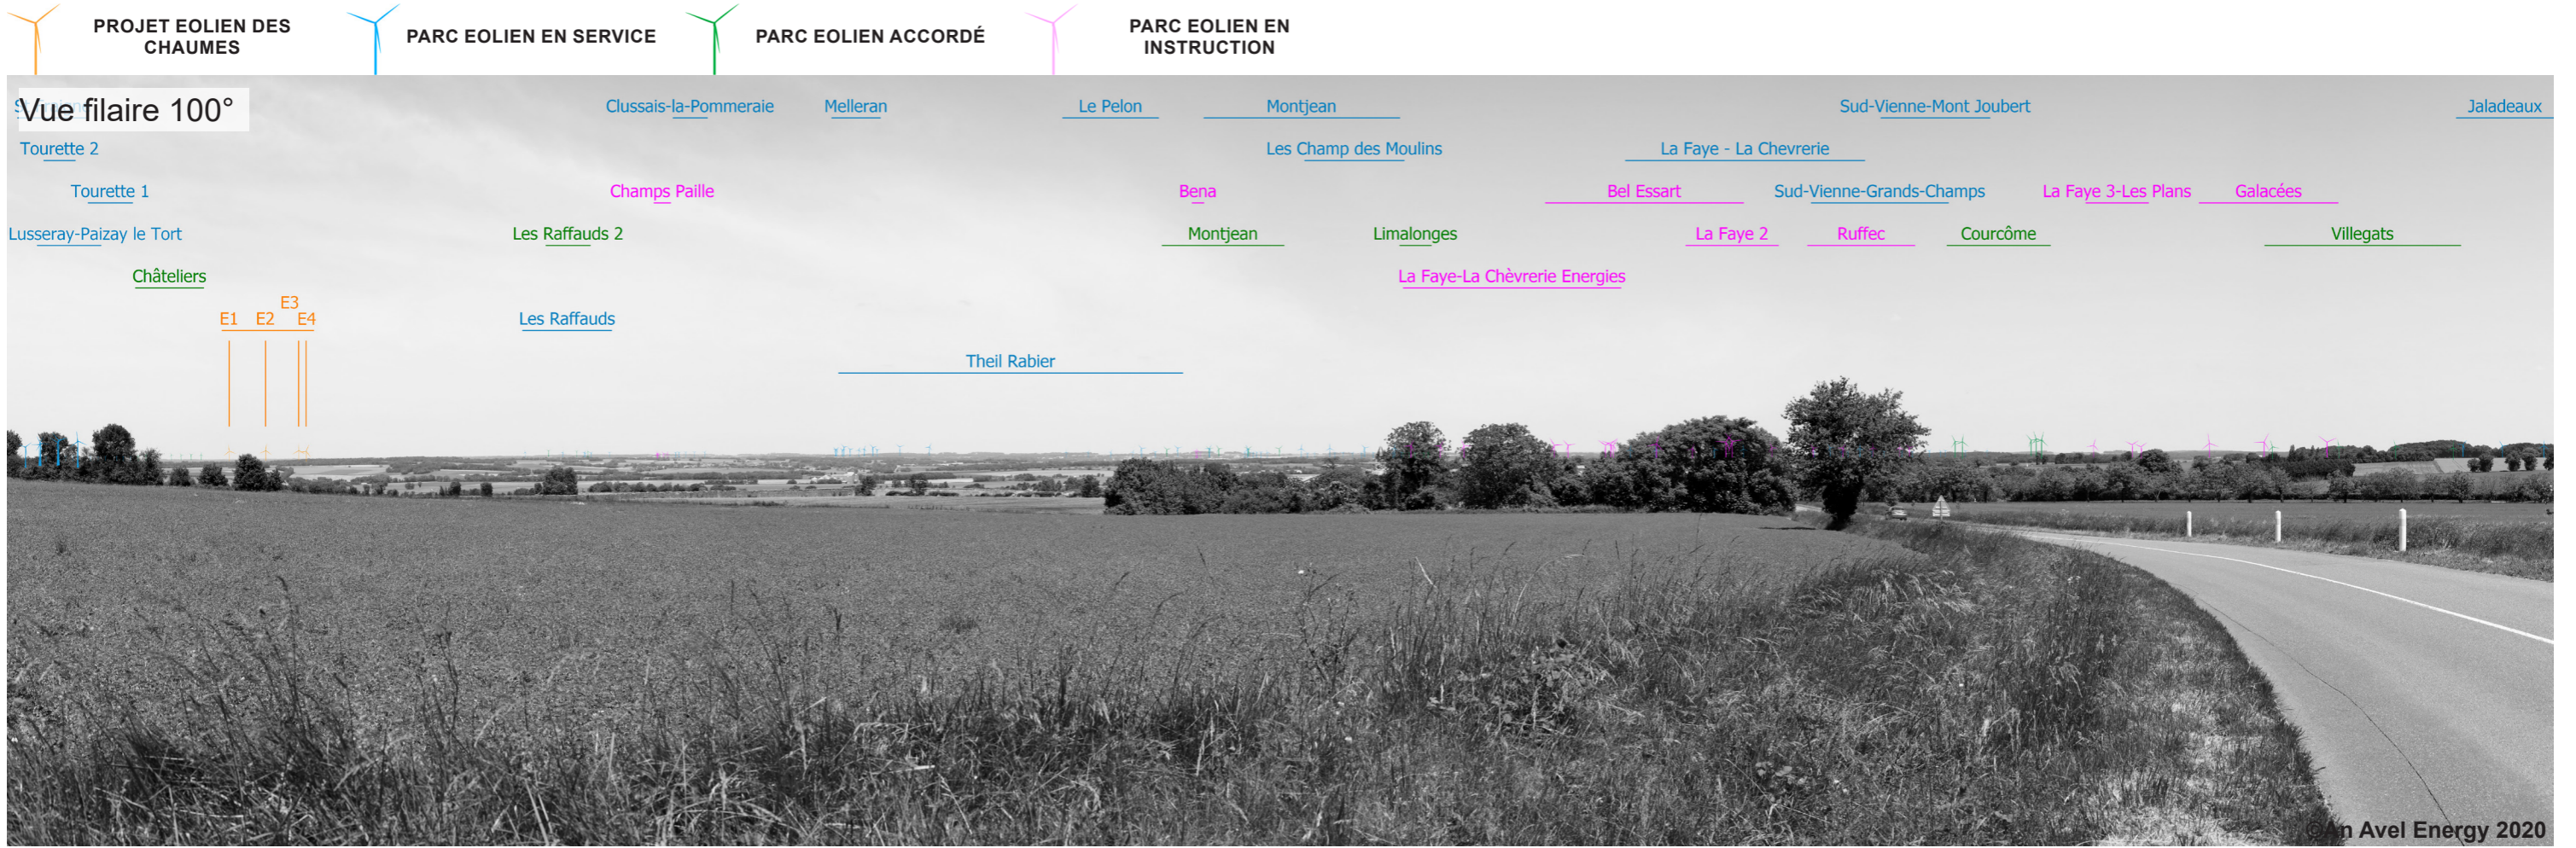 PROJET EOLIEN DES
CHAUMES
PARC EOLIEN EN SERVICE
PARC EOLIEN ACCORDÉ
PARC EOLIEN EN
INSTRUCTION
Vue filaire 100°
Clussais-la-Pommeraie
Melleran
Le Pelon
Montjean
Sud-Vienne-Mont Joubert
Jaladeaux
Tourette 2
Les Champ des Moulins
La Faye - La Chevrerie
Tourette 1
Champs Paille
Bena
Bel Essart
Sud-Vienne-Grands-Champs
La Faye 3-Les Plans
Galacées
Lusseray-Paizay le Tort
Les Raffauds 2
Montjean
Limalonges
La Faye 2
Ruffec
Courcôme
Villegats
Châteliers
La Faye-La Chèvrerie Energies
E3
E1 E2 E4
Les Raffauds
Theil Rabier
©An Avel Energy 2020